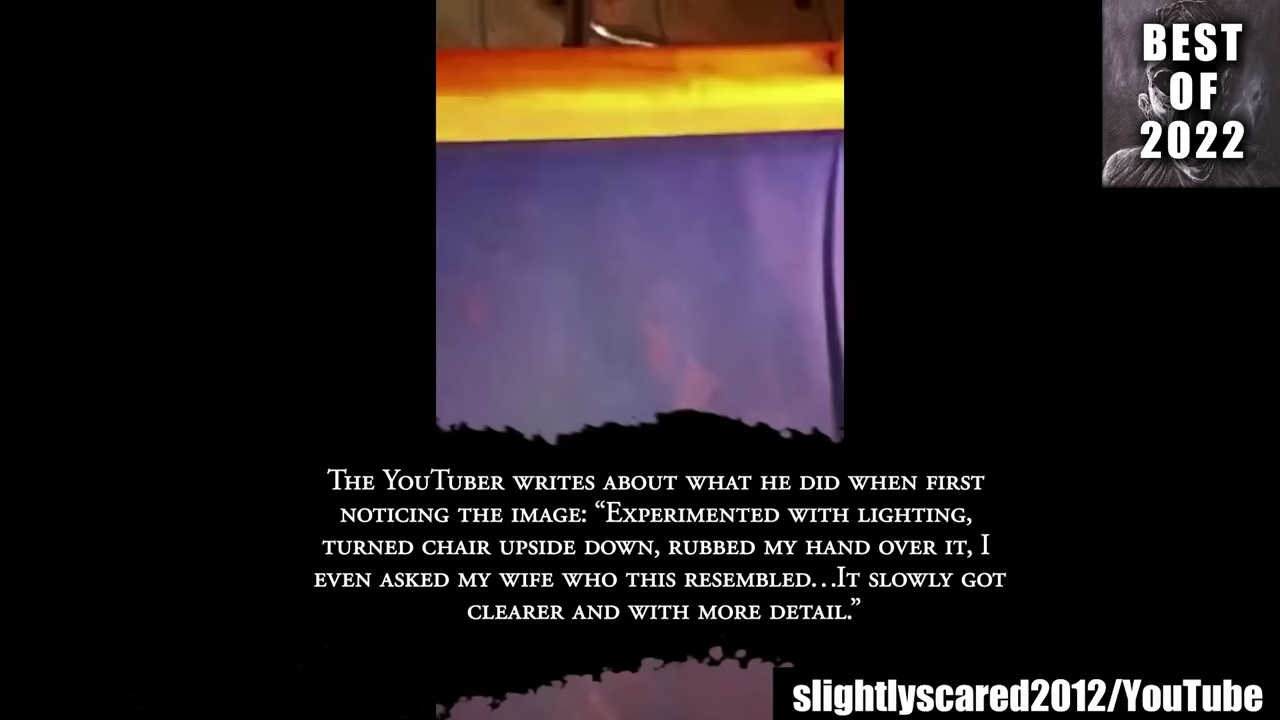 BEST
OF
2022
The YouTuber writes about what he did when first
noticing the image: “Experimented with lighting,
turned chair upside down, rubbed my hand over it, I
even asked my wife who this resembled…It slowly got
clearer and with more detail.”
slightlyscared2012/YouTube